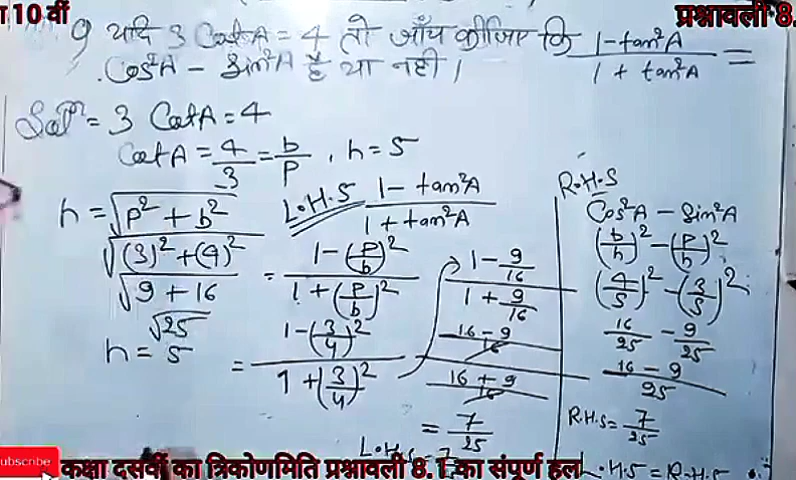 10 वीं
प्रश्नावली 8.
9 यदि 3 CotA = 4 तो जाँच कीजिए कि 1-tan²A / 1 + tan²A =
Cos²A - Sin²A है या नहीं।
Solⁿ = 3 CotA = 4
CotA = 4/3 = b/P , h = 5
h = √P² + b²
√(3)² + (4)²
√9 + 16
√25
h = 5
L.H.S 1 - tan²A / 1 + tan²A
= 1 - (P/b)² / 1 + (P/b)²
= 1 - (3/4)² / 1 + (3/4)²
1 - 9/16 / 1 + 9/16
16 - 9/16 / 16 + 9/16
= 7/25
L.H.S = 7
R.H.S
Cos²A - Sin²A
(b/h)² - (P/h)²
(4/5)² - (3/5)²
16/25 - 9/25
16 - 9/25
R.H.S = 7/25
L.H.S = R.H.S
ubscribe
कक्षा दसवीं का त्रिकोणमिति प्रश्नावली 8.1 का संपूर्ण हल